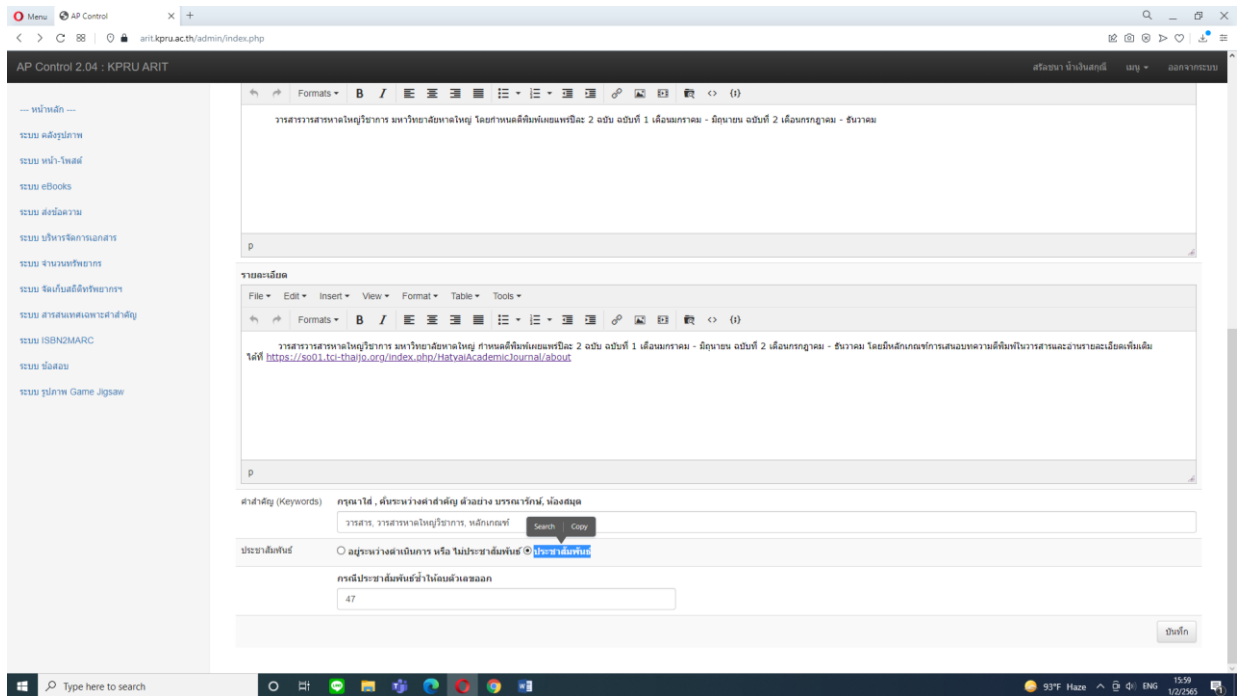 Menu
AP Control
arit.kpru.ac.th/admin/index.php
AP Control 2.04 : KPRU ARIT
สร้อยนา น้ำเงินสกุณี เมนู ออกจากระบบ
--- หน้าหลัก ---
ระบบ คลังรูปภาพ
ระบบ หน้า-โพสต์
ระบบ eBooks
ระบบ ส่งข้อความ
ระบบ บริหารจัดการเอกสาร
ระบบ จำนวนทรัพยากร
ระบบ จัดเก็บสถิติทรัพยากรฯ
ระบบ สารสนเทศเฉพาะคำสำคัญ
ระบบ ISBN2MARC
ระบบ ข้อสอบ
ระบบ รูปภาพ Game Jigsaw
Formats
วารสารวารสารหาดใหญ่วิชาการ มหาวิทยาลัยหาดใหญ่ โดยกำหนดตีพิมพ์เผยแพร่ปีละ 2 ฉบับ ฉบับที่ 1 เดือนมกราคม - มิถุนายน ฉบับที่ 2 เดือนกรกฎาคม - ธันวาคม
p
รายละเอียด
File Edit Insert View Format Table Tools
Formats
วารสารวารสารหาดใหญ่วิชาการ มหาวิทยาลัยหาดใหญ่ กำหนดตีพิมพ์เผยแพร่ปีละ 2 ฉบับ ฉบับที่ 1 เดือนมกราคม - มิถุนายน ฉบับที่ 2 เดือนกรกฎาคม - ธันวาคม โดยมีหลักเกณฑ์การเสนอบทความตีพิมพ์ในวารสารและอ่านรายละเอียดเพิ่มเติม
ได้ที่ https://so01.tci-thaijo.org/index.php/HatyaiAcademicJournal/about
p
คำสำคัญ (Keywords) กรุณาใส่ , คั่นระหว่างคำสำคัญ ตัวอย่าง บรรณารักษ์, ห้องสมุด
วารสาร, วารสารหาดใหญ่วิชาการ, หลักเกณฑ์
Search Copy
ประชาสัมพันธ์ อยู่ระหว่างดำเนินการ หรือ ไม่ประชาสัมพันธ์ ประชาสัมพันธ์
กรณีประชาสัมพันธ์ซ้ำให้ลบตัวเลขออก
47
บันทึก
Type here to search
93°F Haze ENG
15:59
1/2/2565